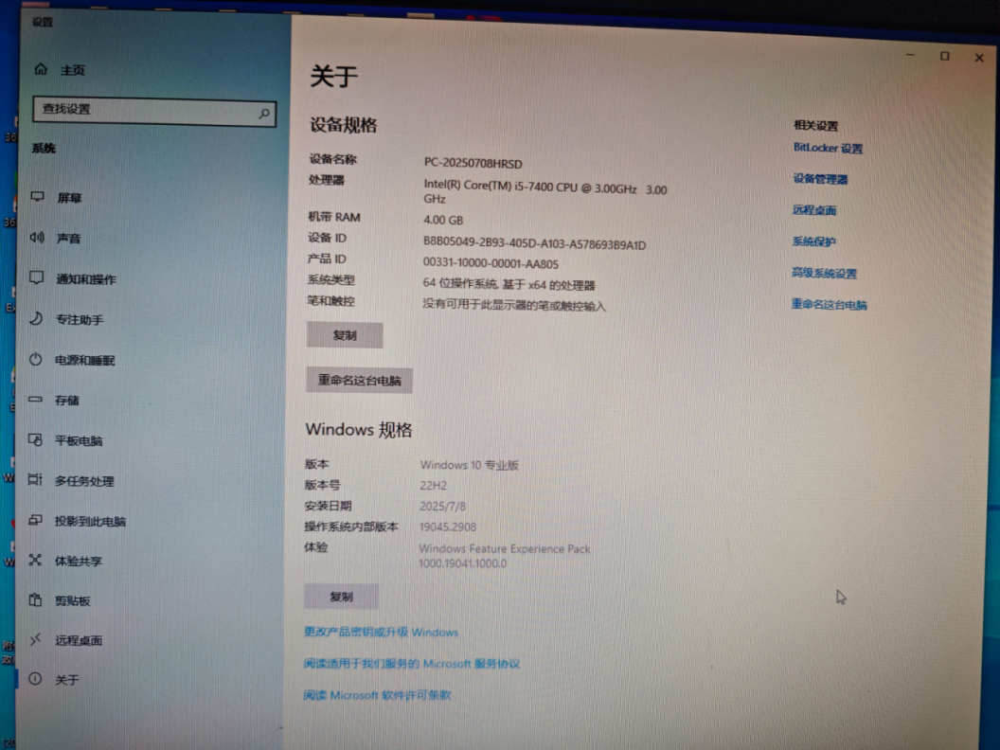 设置
主页
查找设置
系统
屏幕
声音
通知和操作
专注助手
电源和睡眠
存储
平板电脑
多任务处理
投影到此电脑
体验共享
剪贴板
远程桌面
关于
关于
设备规格
设备名称 PC-20250708HRSD
处理器 Intel(R) Core(TM) i5-7400 CPU @ 3.00GHz 3.00
GHz
机带 RAM 4.00 GB
设备 ID B8B05049-2B93-405D-A103-A578693B9A1D
产品 ID 00331-10000-00001-AA805
系统类型 64 位操作系统, 基于 x64 的处理器
笔和触控 没有可用于此显示器的笔或触控输入
复制
重命名这台电脑
Windows 规格
版本 Windows 10 专业版
版本号 22H2
安装日期 2025/7/8
操作系统内部版本 19045.2908
体验 Windows Feature Experience Pack
1000.19041.1000.0
复制
更改产品密钥或升级 Windows
阅读适用于我们服务的 Microsoft 服务协议
阅读 Microsoft 软件许可条款
相关设置
BitLocker 设置
设备管理器
远程桌面
系统保护
高级系统设置
重命名这台电脑